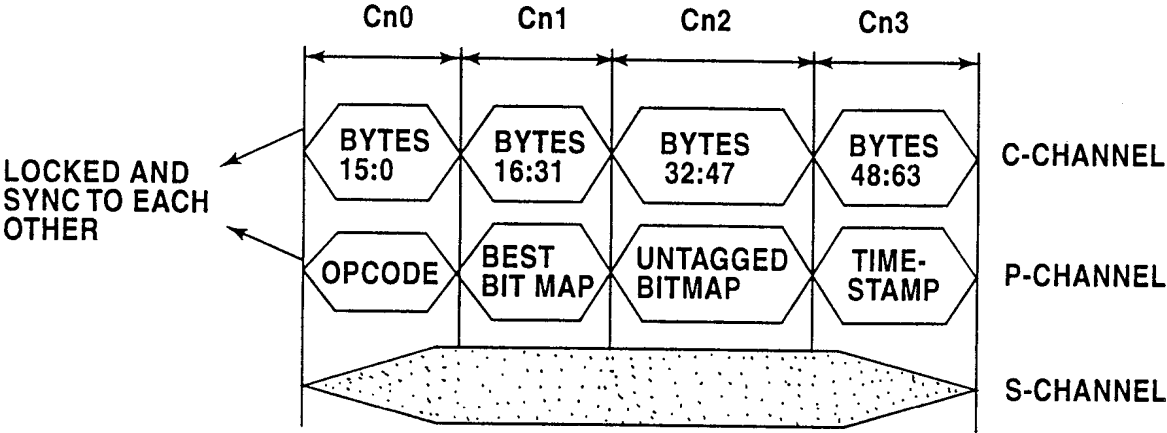 Cn0 Cn1 Cn2 Cn3
BYTES
15:0
BYTES
16:31
BYTES
32:47
BYTES
48:63
C-CHANNEL
LOCKED AND
SYNC TO EACH
OTHER
OPCODE
BEST
BIT MAP
UNTAGGED
BITMAP
TIME-
STAMP
P-CHANNEL
S-CHANNEL